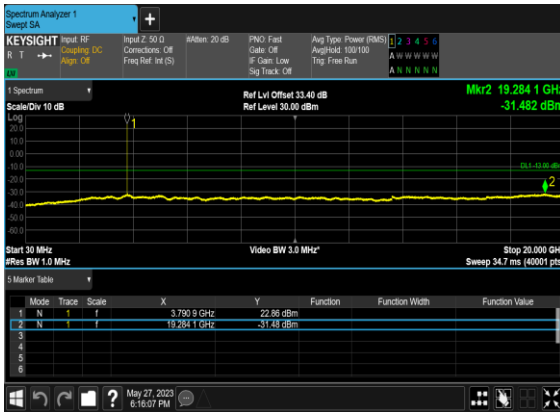 Spectrum Analyzer 1
Swept SA
+
KEYSIGHT Input: RF Input Z: 50 Ω #Atten: 20 dB PNO: Fast Avg Type: Power (RMS) 1 2 3 4 5 6
R T Coupling: DC Corrections: Off Gate: Off Avg|Hold: 100/100 A W W W W W
Align: Off Freq Ref: Int (S) IF Gain: Low Trig: Free Run
LXI Sig Track: Off A N N N N N
1 Spectrum Ref Lvl Offset 33.40 dB Mkr2 19.284 1 GHz
Scale/Div 10 dB Ref Level 30.00 dBm -31.482 dBm
Log
20.0
10.0
0.00
-10.0
-20.0
-30.0
-40.0
-50.0
-60.0
1
DL1 -13.00 dBm
2
Start 30 MHz Video BW 3.0 MHz* Stop 20.000 GHz
#Res BW 1.0 MHz Sweep 34.7 ms (40001 pts)
5 Marker Table
Mode Trace Scale X Y Function Function Width Function Value
1 N 1 f 3.790 9 GHz 22.86 dBm
2 N 1 f 19.284 1 GHz -31.48 dBm
3
4
5
6
? May 27, 2023
6:16:07 PM